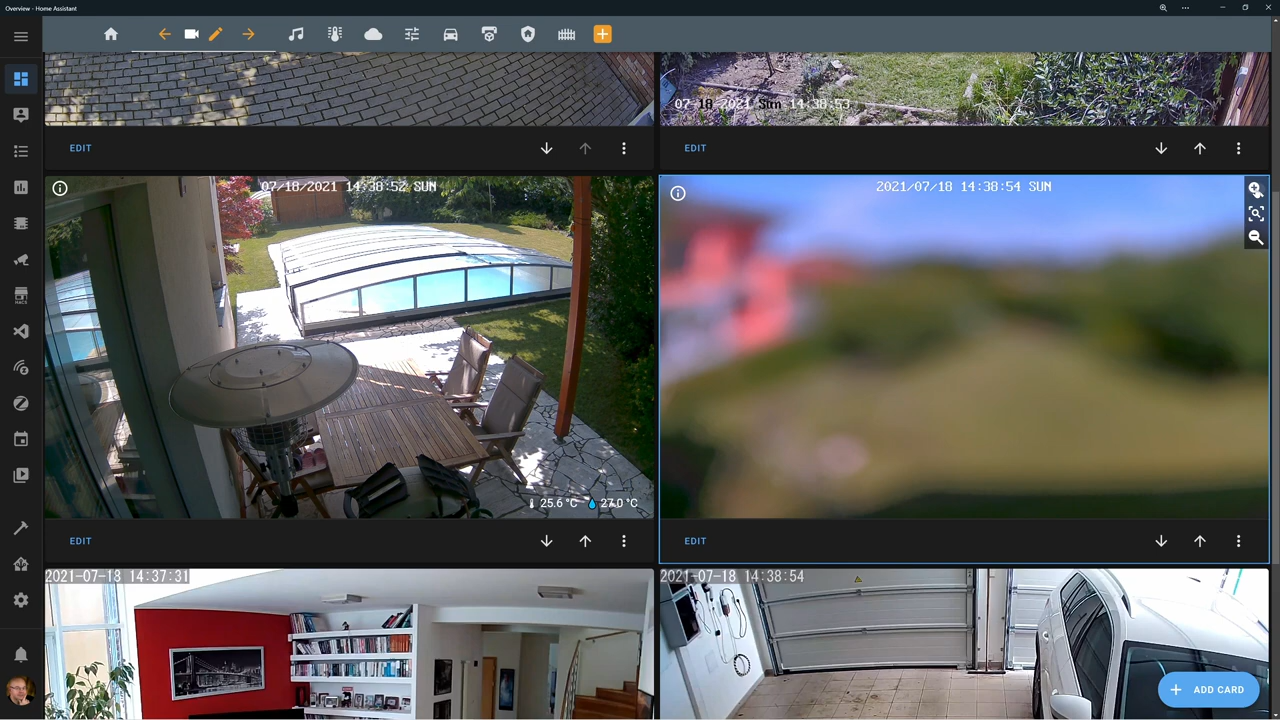 Overview - Home Assistant
07-18-2021 Sun 14:38:53
EDIT
EDIT
07/18/2021 14:38:52 SUN
2021/07/18 14:38:54 SUN
25.6 °C 27.0 °C
EDIT
EDIT
2021-07-18 14:37:31
2021-07-18 14:38:54
HACS
+ ADD CARD